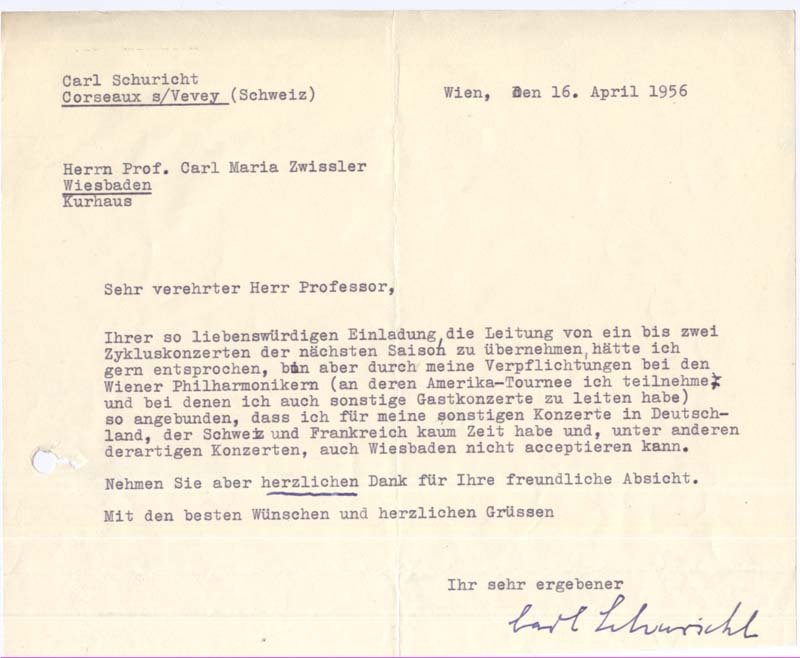 Carl Schuricht
Corseaux s/Vevey (Schweiz)
Wien, den 16. April 1956
Herrn Prof. Carl Maria Zwissler
Wiesbaden
Kurhaus
Sehr verehrter Herr Professor,
Ihrer so liebenswürdigen Einladung, die Leitung von ein bis zwei
Zykluskonzerten der nächsten Saison zu übernehmen, hätte ich
gern entsprochen, bin aber durch meine Verpflichtungen bei den
Wiener Philharmonikern (an deren Amerika-Tournee ich teilnehme,
und bei denen ich auch sonstige Gastkonzerte zu leiten habe)
so angebunden, dass ich für meine sonstigen Konzerte in Deutsch-
land, der Schweiz und Frankreich kaum Zeit habe und, unter anderen
derartigen Konzerten, auch Wiesbaden nicht acceptieren kann.
Nehmen Sie aber herzlichen Dank für Ihre freundliche Absicht.
Mit den besten Wünschen und herzlichen Grüssen
Ihr sehr ergebener
Carl Schuricht